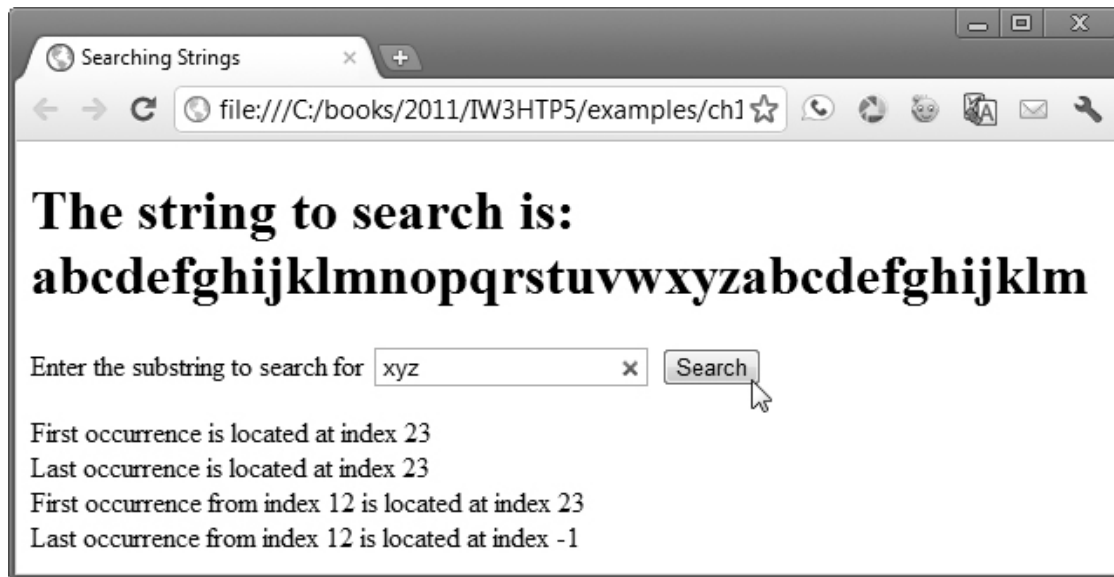 Searching Strings
file:///C:/books/2011/IW3HTP5/examples/ch1
The string to search is:
abcdefghijklmnopqrstuvwxyzabcdefghijklm
Enter the substring to search for xyz Search
First occurrence is located at index 23
Last occurrence is located at index 23
First occurrence from index 12 is located at index 23
Last occurrence from index 12 is located at index -1